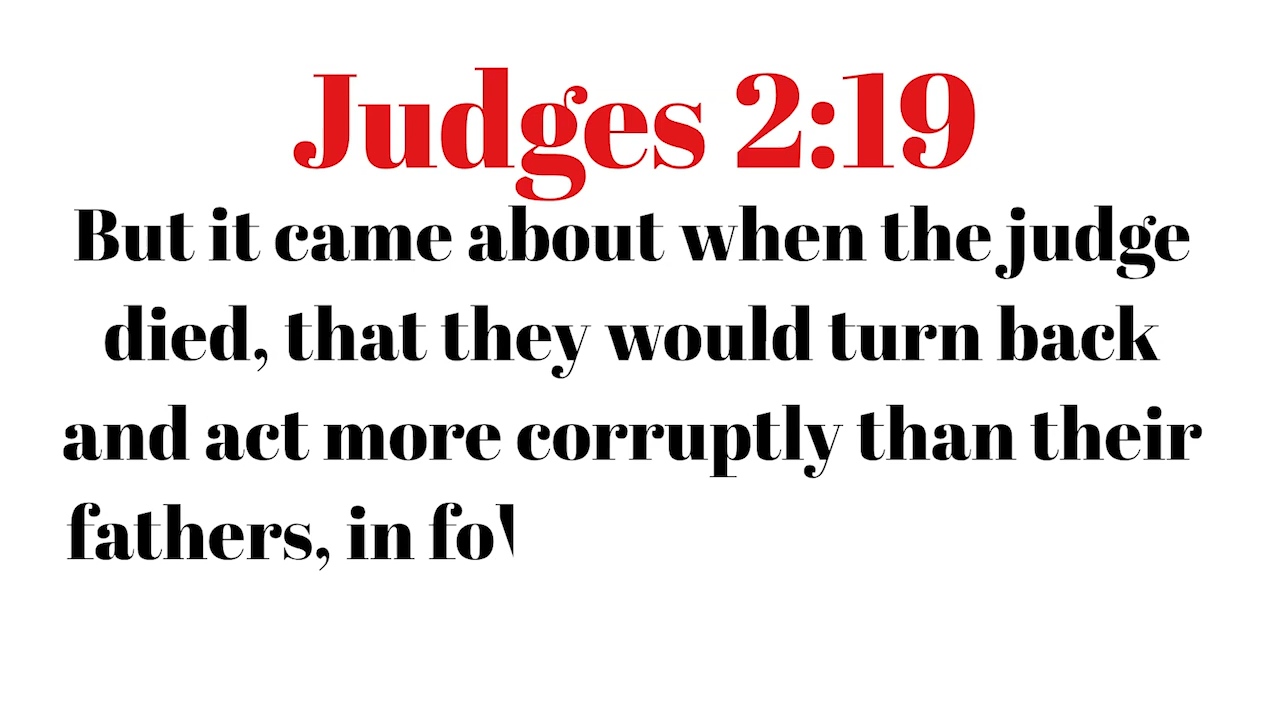 Judges 2:19
But it came about when the judge
died, that they would turn back
and act more corruptly than their
fathers, in